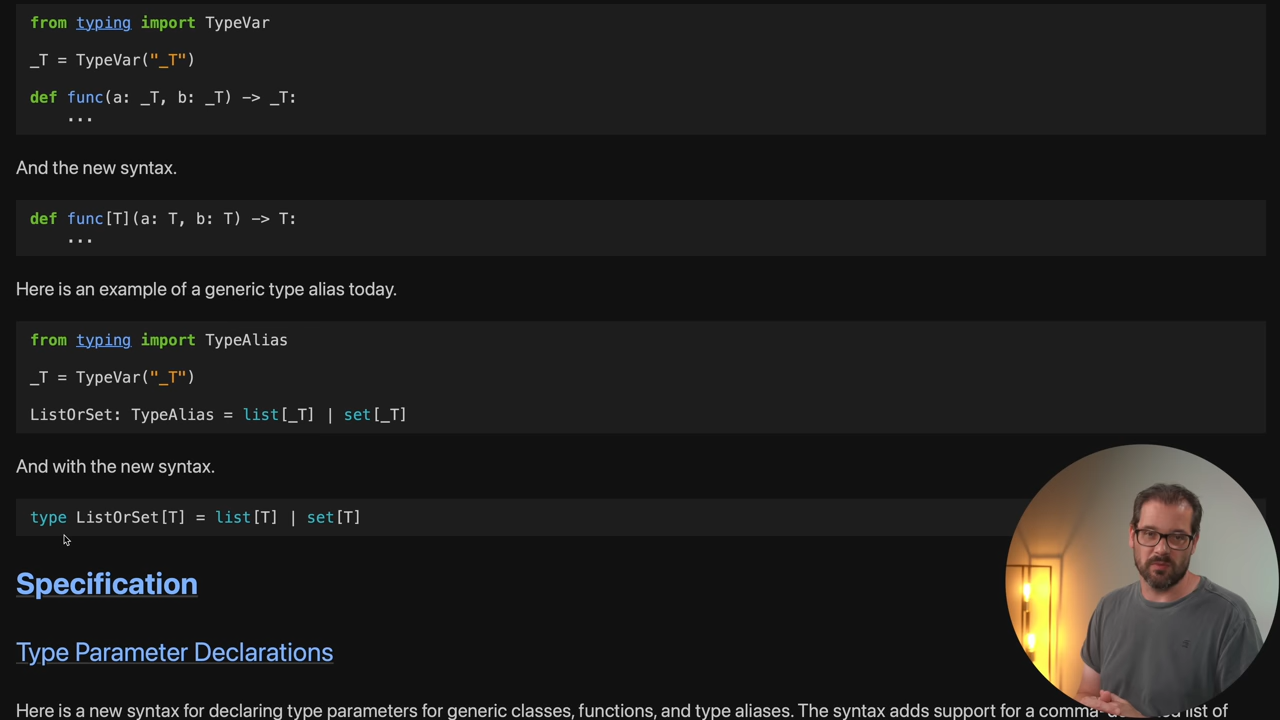 from typing import TypeVar
_T = TypeVar("_T")
def func(a: _T, b: _T) -> _T:
...
And the new syntax.
def func[T](a: T, b: T) -> T:
...
Here is an example of a generic type alias today.
from typing import TypeAlias
_T = TypeVar("_T")
ListOrSet: TypeAlias = list[_T] | set[_T]
And with the new syntax.
type ListOrSet[T] = list[T] | set[T]
Specification
Type Parameter Declarations
Here is a new syntax for declaring type parameters for generic classes, functions, and type aliases. The syntax adds support for a list of